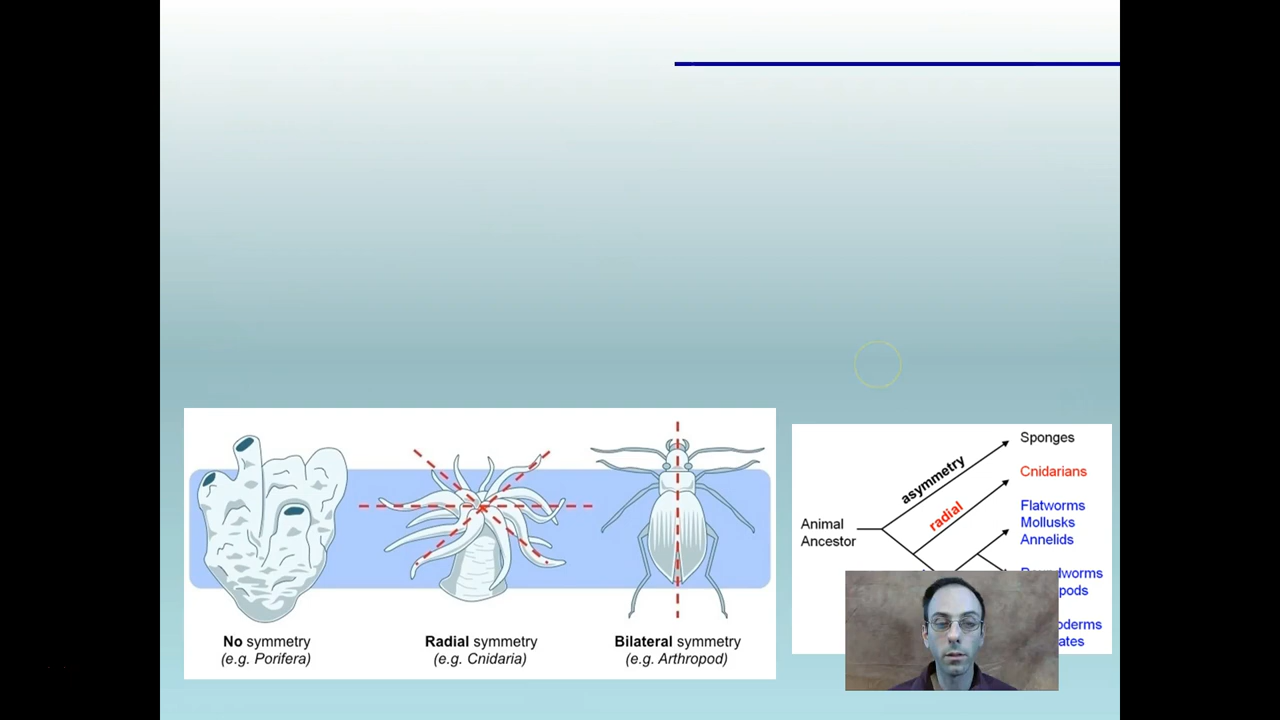 No symmetry
(e.g. Porifera)
Radial symmetry
(e.g. Cnidaria)
Bilateral symmetry
(e.g. Arthropod)
Sponges
asymmetry
Cnidarians
radial
Animal
Ancestor
Flatworms
Mollusks
Annelids